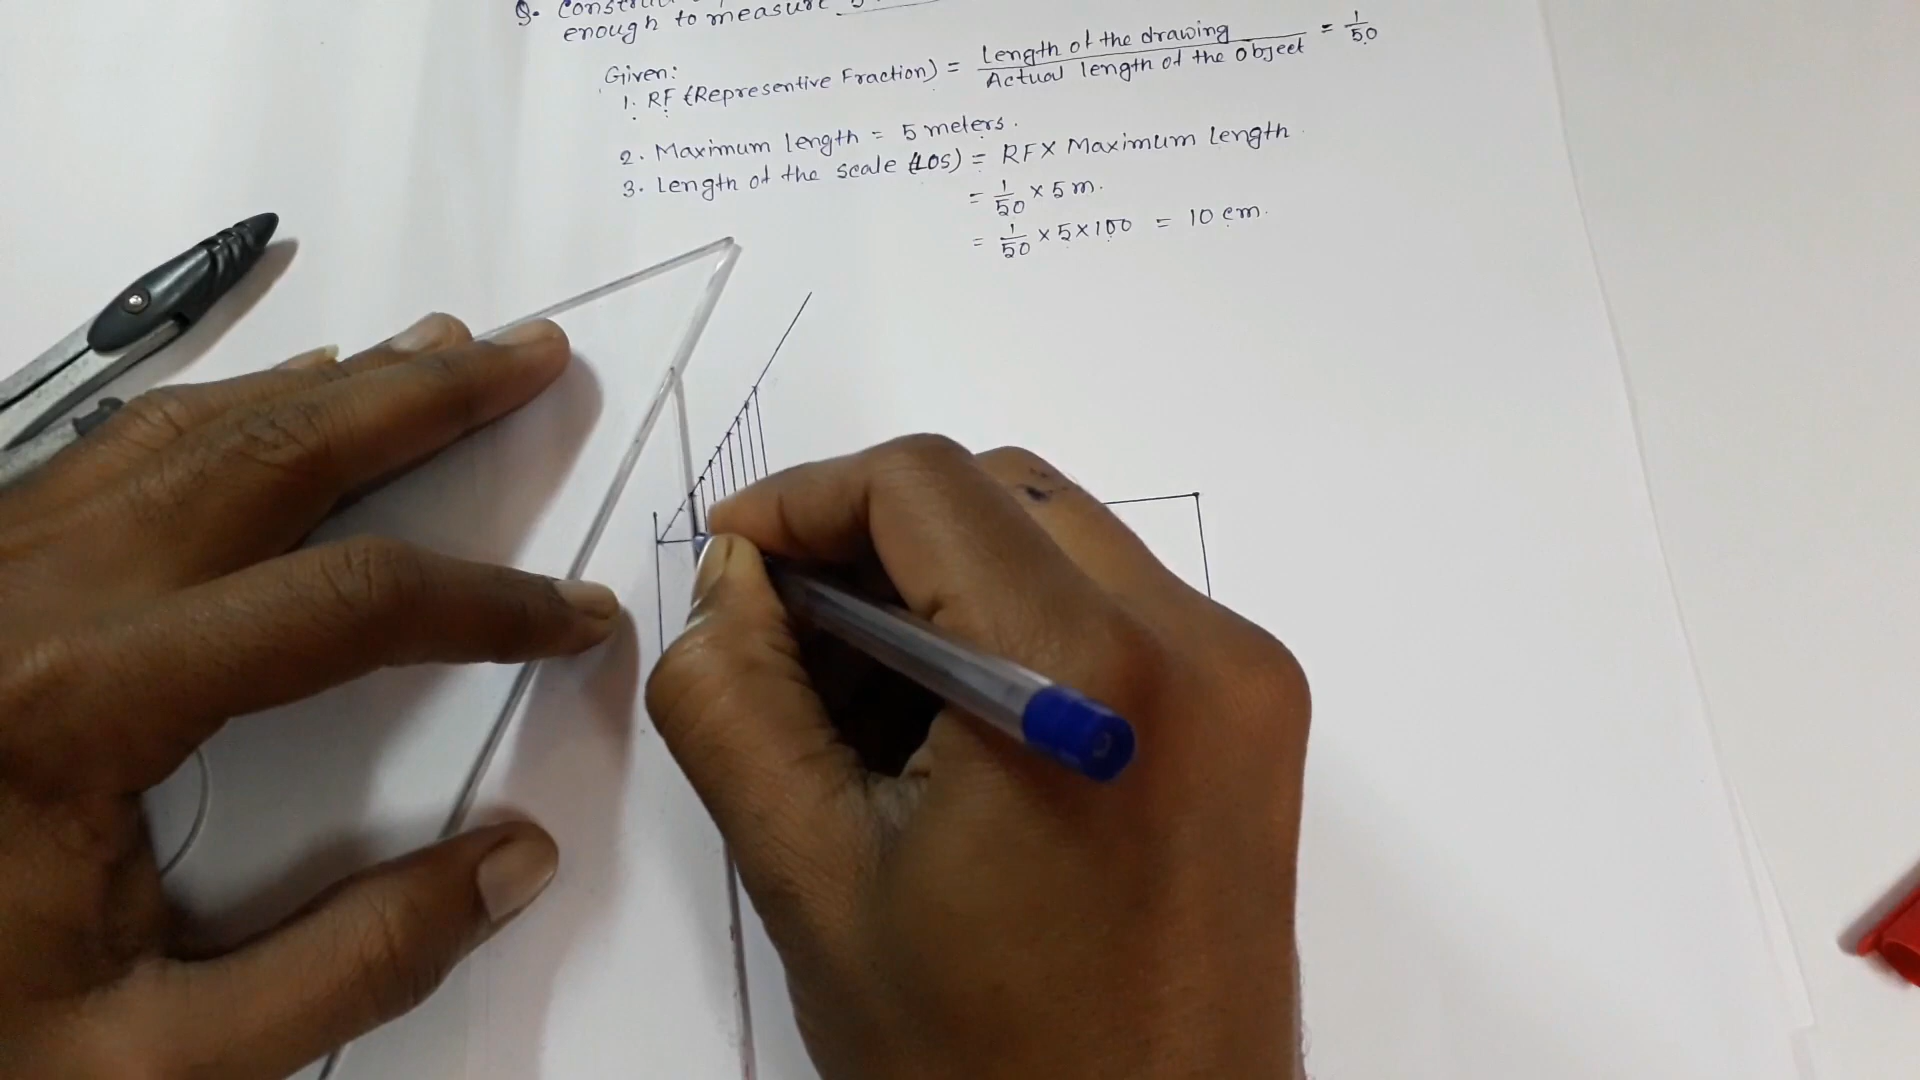 Q. Construct
enough to measure 5
Given:
1. RF (Representive Fraction) = Length of the drawing / Actual length of the object = 1/50
2. Maximum length = 5 meters.
3. Length of the scale (LOS) = RF X Maximum Length
= 1/50 × 5 m.
= 1/50 × 5 × 100 = 10 cm.